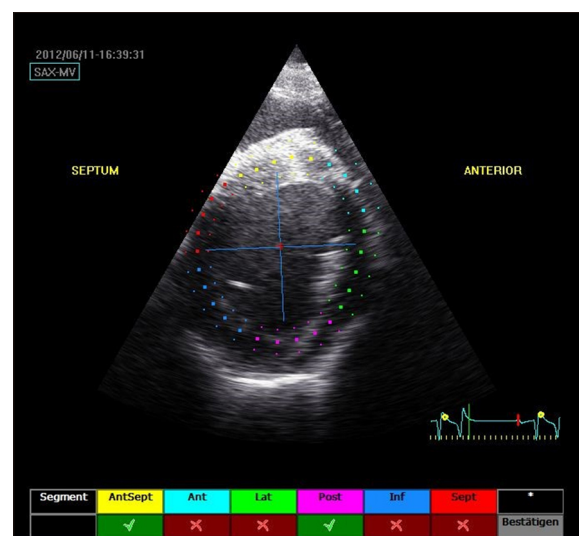 2012/06/11-16:39:31
SAX-MV
SEPTUM
ANTERIOR
Segment AntSept Ant Lat Post Inf Sept *
Bestätigen